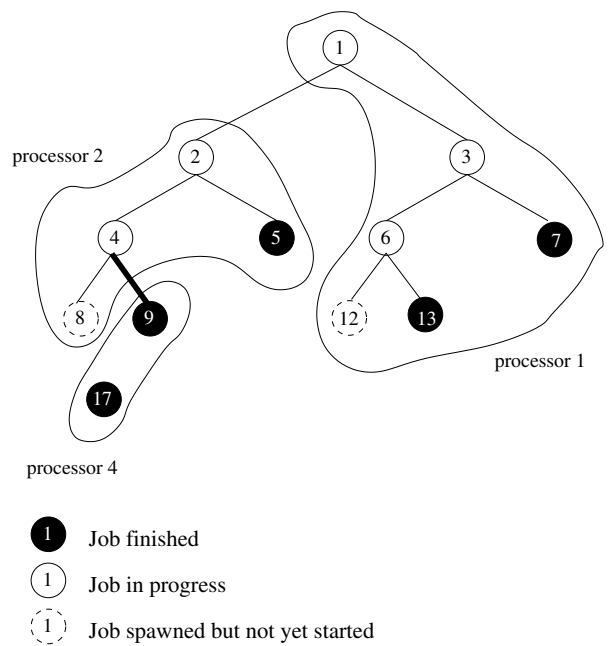 1
processor 2
2
3
4
5
6
7
8
9
12
13
processor 1
17
processor 4
1 Job finished
1 Job in progress
1 Job spawned but not yet started